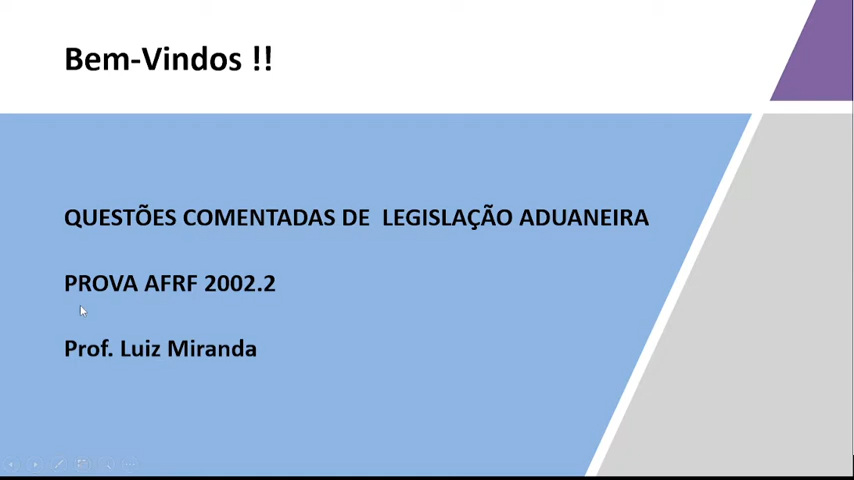 Bem-Vindos !!
QUESTÕES COMENTADAS DE LEGISLAÇÃO ADUANEIRA
PROVA AFRF 2002.2
Prof. Luiz Miranda